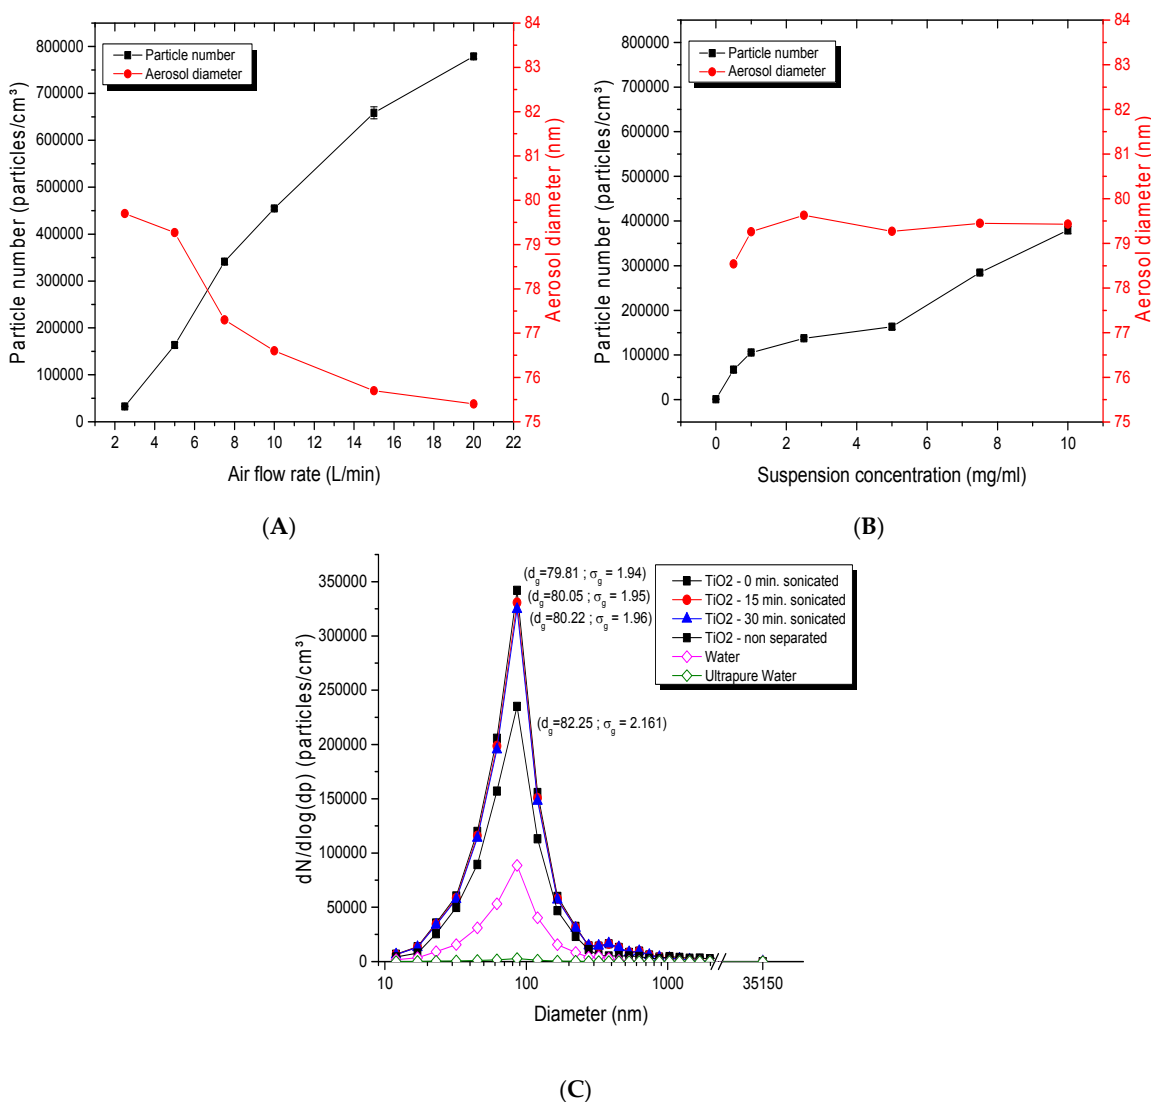 Particle number
Aerosol diameter
Particle number (particles/cm³)
800000
700000
600000
500000
400000
300000
200000
100000
0
84
83
82
81
80
79
78
77
76
75
Aerosol diameter (nm)
2 4 6 8 10 12 14 16 18 20 22
Air flow rate (L/min)
(A)
Particle number
Aerosol diameter
Particle number (particles/cm³)
800000
700000
600000
500000
400000
300000
200000
100000
0
84
83
82
81
80
79
78
77
76
75
Aerosol diameter (nm)
0 2 4 6 8 10
Suspension concentration (mg/ml)
(B)
dN/dlog(dp) (particles/cm³)
350000
300000
250000
200000
150000
100000
50000
0
(dg=79.81 ; σg = 1.94)
(dg=80.05 ; σg = 1.95)
(dg=80.22 ; σg = 1.96)
(dg=82.25 ; σg = 2.161)
TiO2 - 0 min. sonicated
TiO2 - 15 min. sonicated
TiO2 - 30 min. sonicated
TiO2 - non separated
Water
Ultrapure Water
10 100 1000 35150
Diameter (nm)
(C)